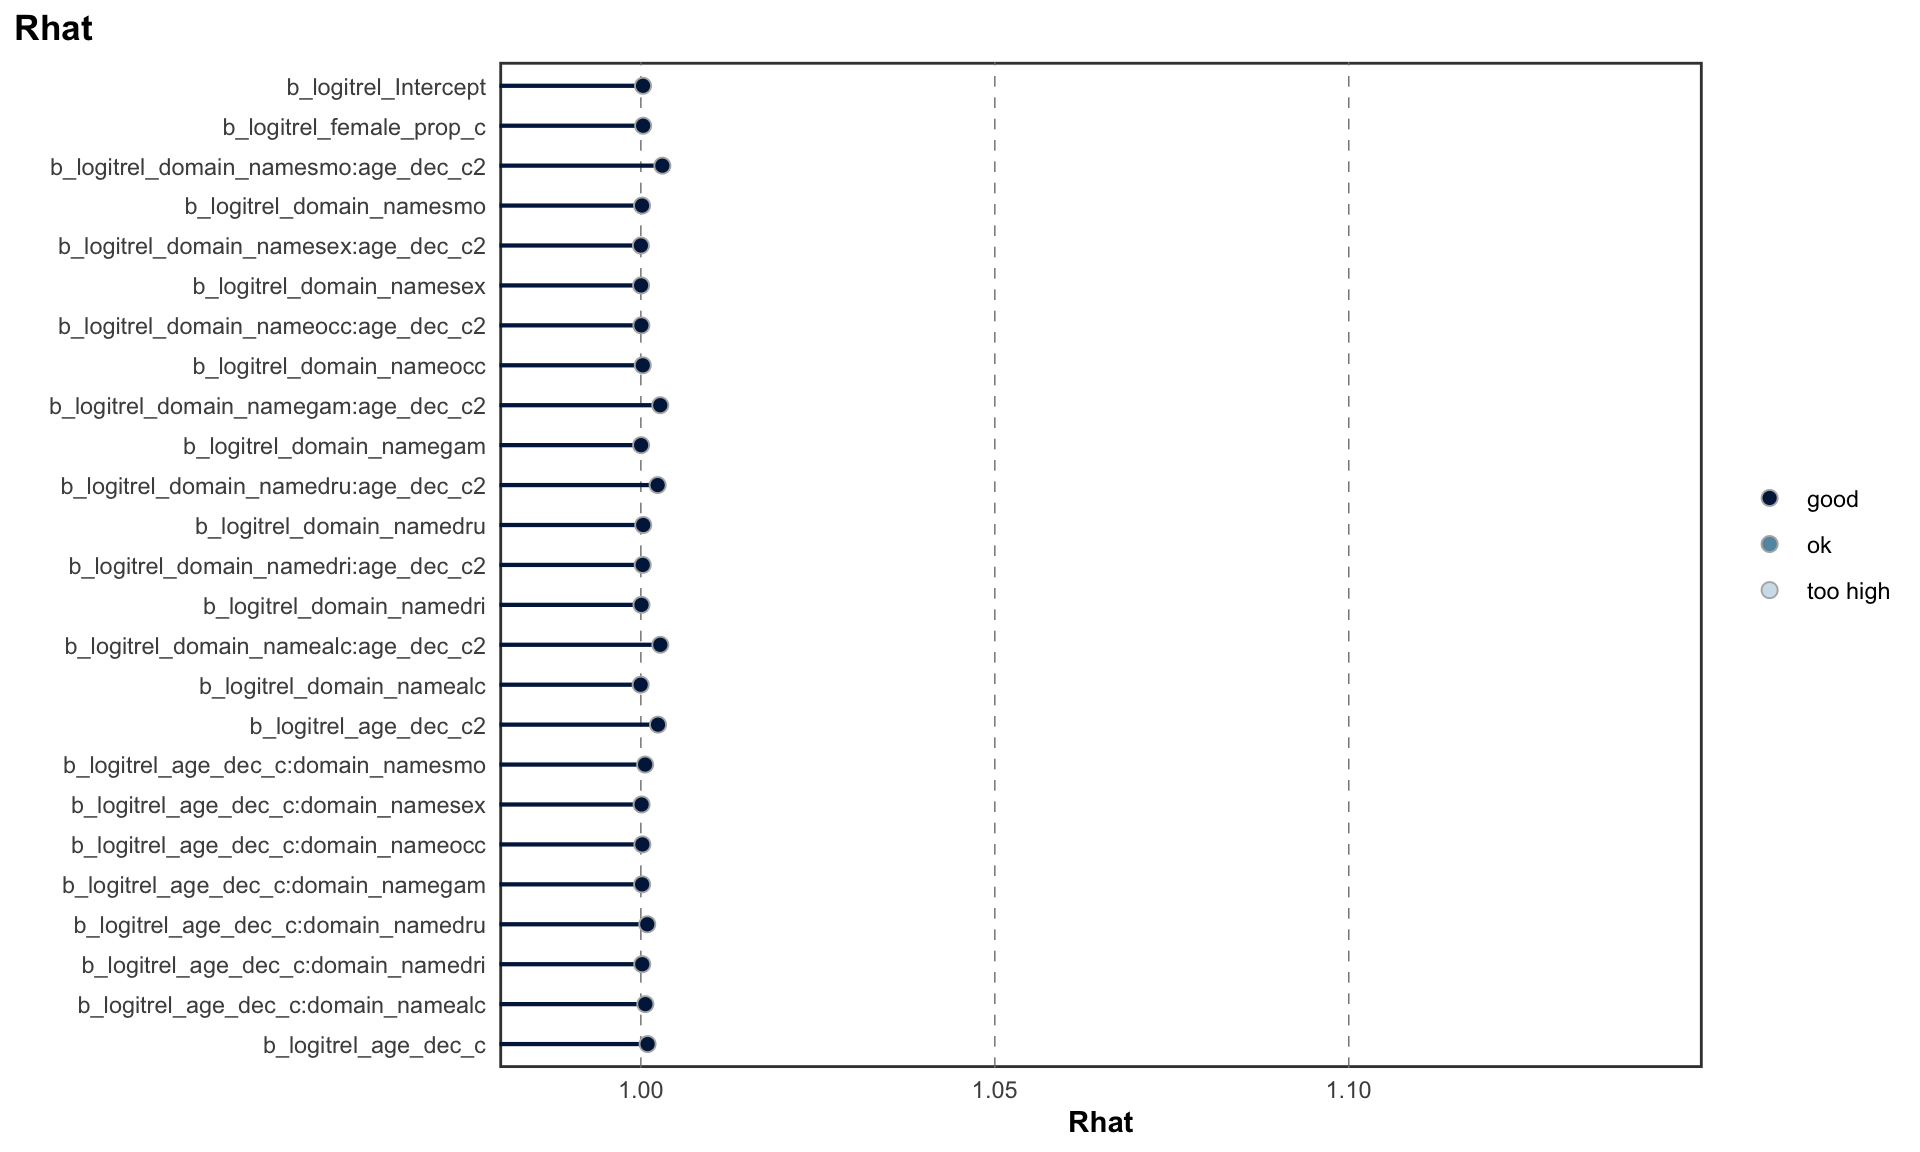 Rhat
b_logitrel_Intercept
b_logitrel_female_prop_c
b_logitrel_domain_namesmo:age_dec_c2
b_logitrel_domain_namesmo
b_logitrel_domain_namesex:age_dec_c2
b_logitrel_domain_namesex
b_logitrel_domain_nameocc:age_dec_c2
b_logitrel_domain_nameocc
b_logitrel_domain_namegam:age_dec_c2
b_logitrel_domain_namegam
b_logitrel_domain_namedru:age_dec_c2
b_logitrel_domain_namedru
b_logitrel_domain_namedri:age_dec_c2
b_logitrel_domain_namedri
b_logitrel_domain_namealc:age_dec_c2
b_logitrel_domain_namealc
b_logitrel_age_dec_c2
b_logitrel_age_dec_c:domain_namesmo
b_logitrel_age_dec_c:domain_namesex
b_logitrel_age_dec_c:domain_nameocc
b_logitrel_age_dec_c:domain_namegam
b_logitrel_age_dec_c:domain_namedru
b_logitrel_age_dec_c:domain_namedri
b_logitrel_age_dec_c:domain_namealc
b_logitrel_age_dec_c
1.00 1.05 1.10
Rhat
good
ok
too high